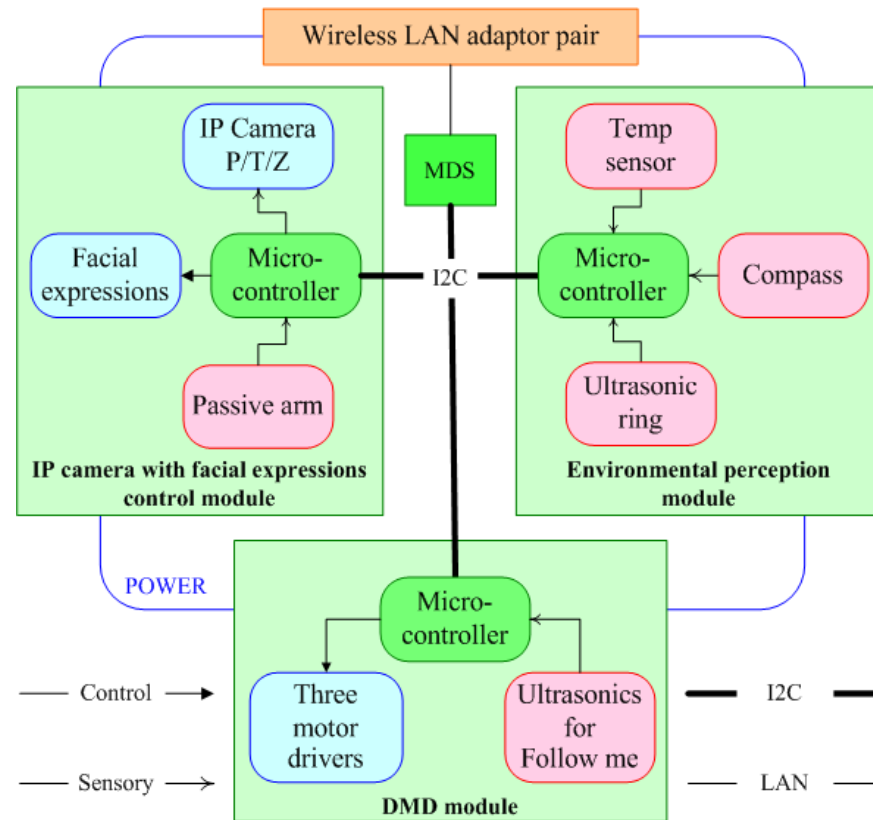 Wireless LAN adaptor pair
IP Camera
P/T/Z
Facial
expressions
Micro-
controller
Passive arm
IP camera with facial expressions
control module
MDS
I2C
Temp
sensor
Micro-
controller
Compass
Ultrasonic
ring
Environmental perception
module
POWER
Micro-
controller
Three
motor
drivers
Ultrasonics
for
Follow me
DMD module
Control
Sensory
I2C
LAN